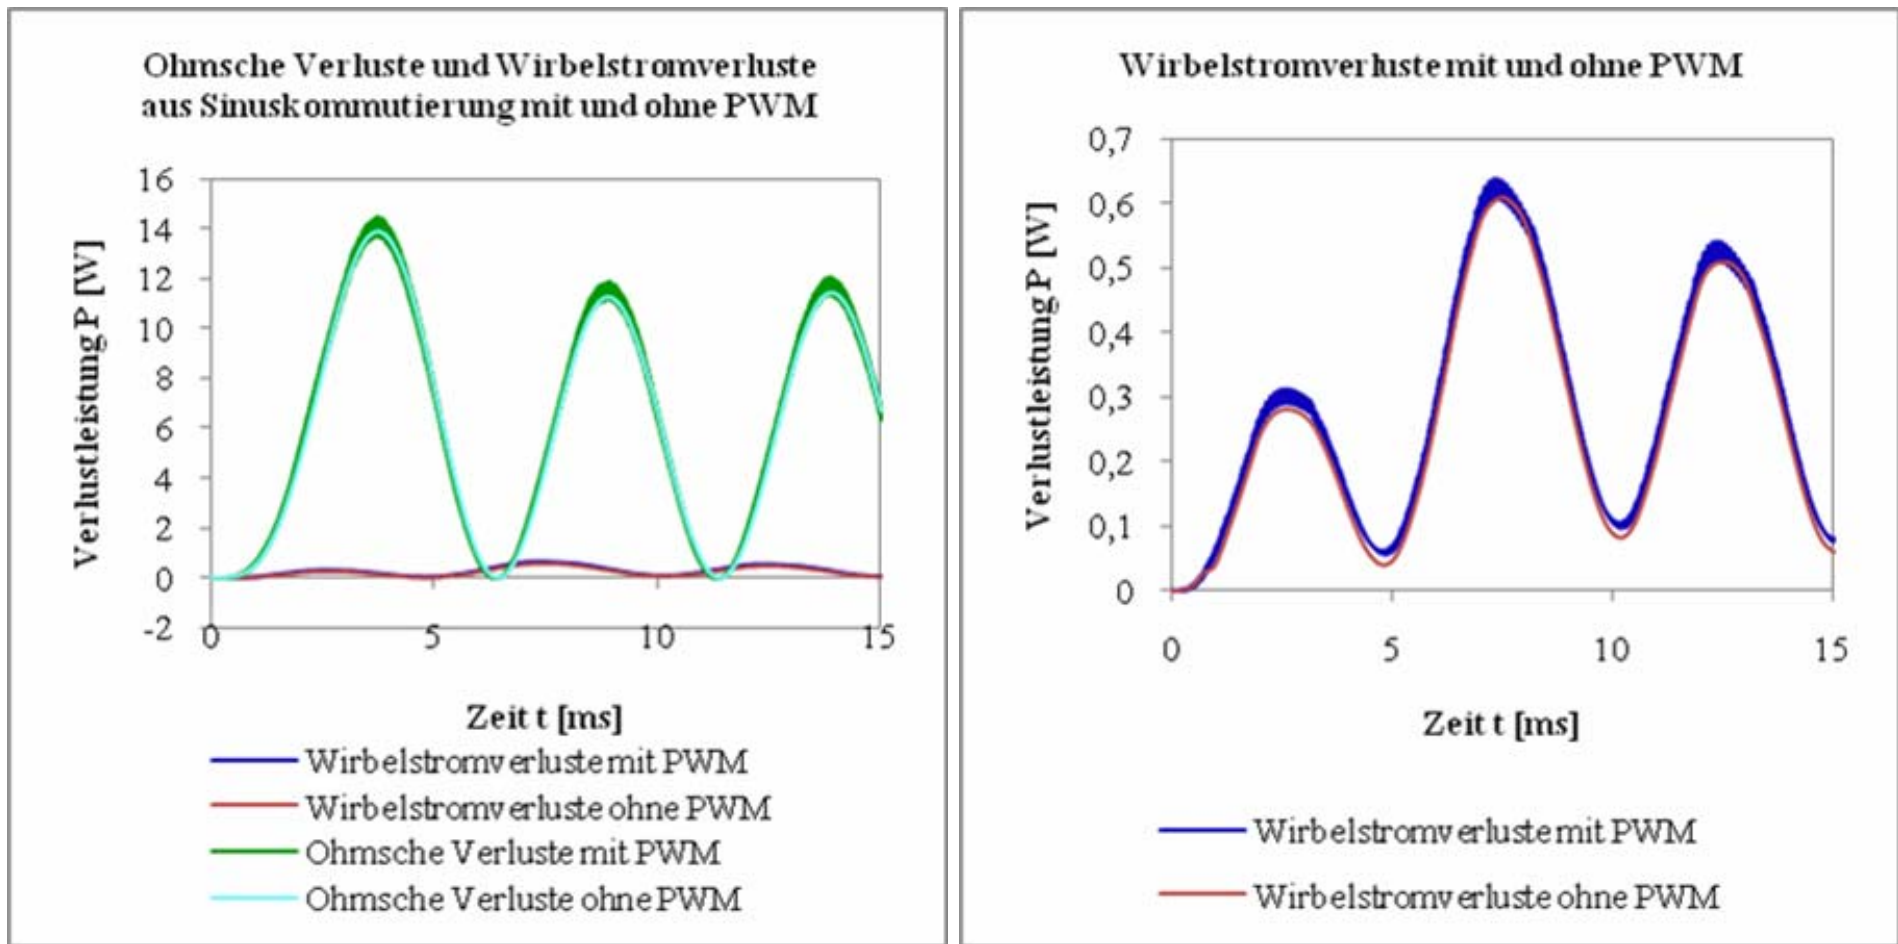 Ohmsche Verluste und Wirbelstromverluste
aus Sinuskommutierung mit und ohne PWM
16
14
12
10
8
6
4
2
0
-2
0
5
10
15
Verlustleistung P [W]
Zeit t [ms]
Wirbelstromverluste mit PWM
Wirbelstromverluste ohne PWM
Ohmsche Verluste mit PWM
Ohmsche Verluste ohne PWM
Wirbelstromverluste mit und ohne PWM
0,7
0,6
0,5
0,4
0,3
0,2
0,1
0
0
5
10
15
Verlustleistung P [W]
Zeit t [ms]
Wirbelstromverluste mit PWM
Wirbelstromverluste ohne PWM